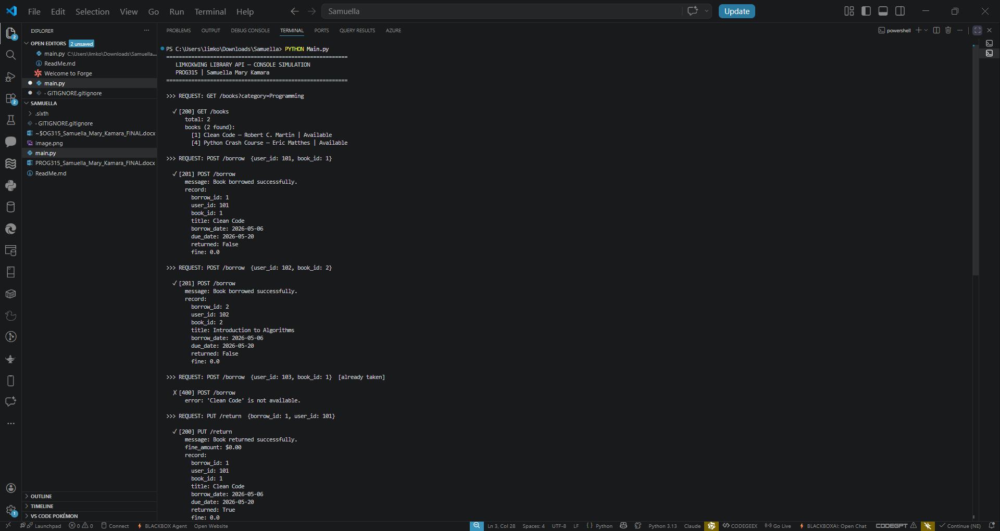 File Edit Selection View Go Run Terminal Help
Samuella
Update
EXPLORER
OPEN EDITORS 2 unsaved
main.py C:\Users\limko\Downloads\Samuella...
ReadMe.md
Welcome to Forge
main.py
· GITIGNORE.gitignore
SAMUELLA
.sixth
· GITIGNORE.gitignore
~$OG315_Samuella_Mary_Kamara_FINAL.docx
image.png
main.py
PROG315_Samuella_Mary_Kamara_FINAL.docx
ReadMe.md
OUTLINE
TIMELINE
VS CODE POKÉMON
PROBLEMS OUTPUT DEBUG CONSOLE TERMINAL PORTS QUERY RESULTS AZURE
powershell
PS C:\Users\limko\Downloads\Samuella> PYTHON Main.py
==========================================================
LIMKOKWING LIBRARY API — CONSOLE SIMULATION
PROG315 | Samuella Mary Kamara
==========================================================
>>> REQUEST: GET /books?category=Programming
✓ [200] GET /books
total: 2
books (2 found):
[1] Clean Code — Robert C. Martin | Available
[4] Python Crash Course — Eric Matthes | Available
>>> REQUEST: POST /borrow {user_id: 101, book_id: 1}
✓ [201] POST /borrow
message: Book borrowed successfully.
record:
borrow_id: 1
user_id: 101
book_id: 1
title: Clean Code
borrow_date: 2026-05-06
due_date: 2026-05-20
returned: False
fine: 0.0
>>> REQUEST: POST /borrow {user_id: 102, book_id: 2}
✓ [201] POST /borrow
message: Book borrowed successfully.
record:
borrow_id: 2
user_id: 102
book_id: 2
title: Introduction to Algorithms
borrow_date: 2026-05-06
due_date: 2026-05-20
returned: False
fine: 0.0
>>> REQUEST: POST /borrow {user_id: 103, book_id: 1} [already taken]
✗ [400] POST /borrow
error: 'Clean Code' is not available.
>>> REQUEST: PUT /return {borrow_id: 1, user_id: 101}
✓ [200] PUT /return
message: Book returned successfully.
fine_amount: $0.00
record:
borrow_id: 1
user_id: 101
book_id: 1
title: Clean Code
borrow_date: 2026-05-06
due_date: 2026-05-20
returned: True
fine: 0.0
Launchpad 0 0 Connect BLACKBOX Agent Open Website Ln 3, Col 28 Spaces: 4 UTF-8 LF { } Python Python 3.13 Claude CODEGEEX Go Live BLACKBOXAI: Open Chat CODEGPT Continue (NE)